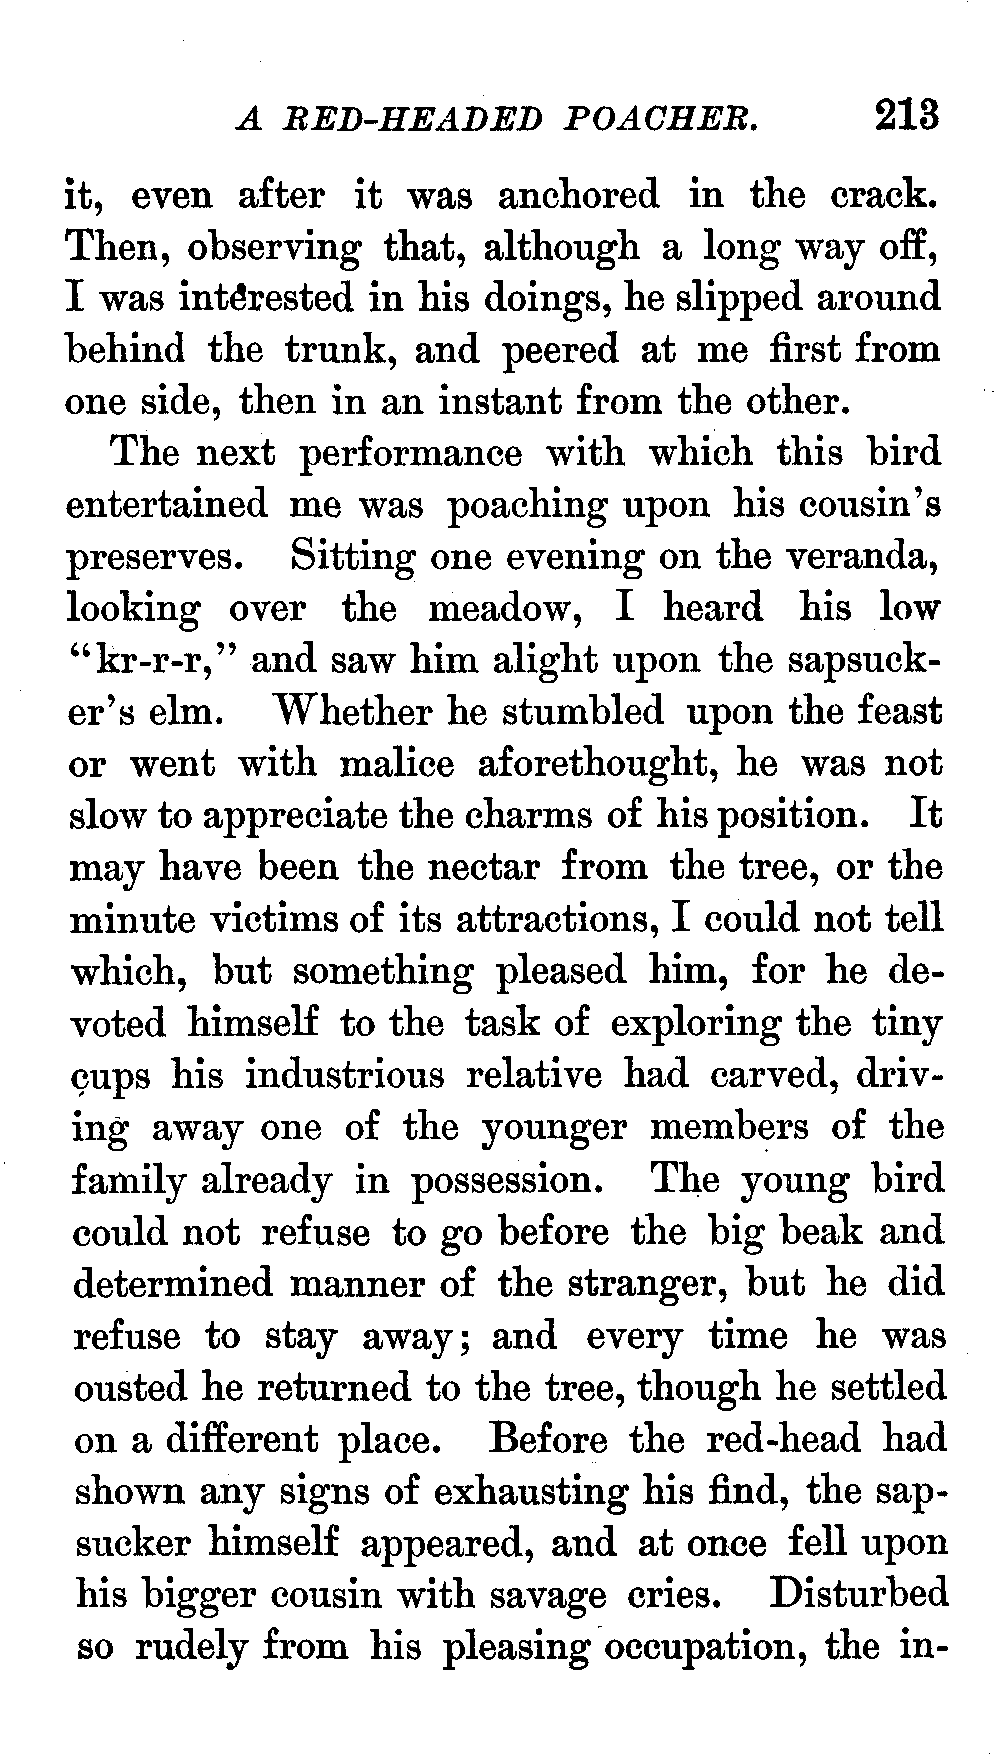 A RED-HEADED POACHER. 213
it, even after it was anchored in the crack.
Then, observing that, although a long way off,
I was interested in his doings, he slipped around
behind the trunk, and peered at me first from
one side, then in an instant from the other.
The next performance with which this bird
entertained me was poaching upon his cousin's
preserves. Sitting one evening on the veranda,
looking over the meadow, I heard his low
"kr-r-r," and saw him alight upon the sapsuck-
er's elm. Whether he stumbled upon the feast
or went with malice aforethought, he was not
slow to appreciate the charms of his position. It
may have been the nectar from the tree, or the
minute victims of its attractions, I could not tell
which, but something pleased him, for he de-
voted himself to the task of exploring the tiny
cups his industrious relative had carved, driv-
ing away one of the younger members of the
family already in possession. The young bird
could not refuse to go before the big beak and
determined manner of the stranger, but he did
refuse to stay away; and every time he was
ousted he returned to the tree, though he settled
on a different place. Before the red-head had
shown any signs of exhausting his find, the sap-
sucker himself appeared, and at once fell upon
his bigger cousin with savage cries. Disturbed
so rudely from his pleasing occupation, the in-